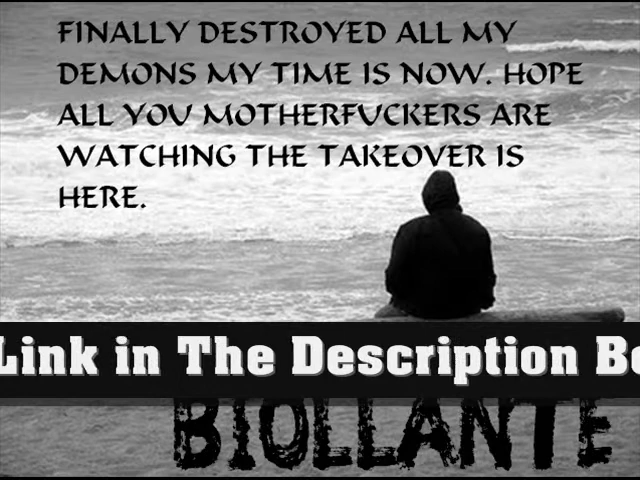 FINALLY DESTROYED ALL MY
DEMONS MY TIME IS NOW. HOPE
ALL YOU MOTHERFUCKERS ARE
WATCHING THE TAKEOVER IS
HERE.
Link in The Description Be
BIOLLANTE